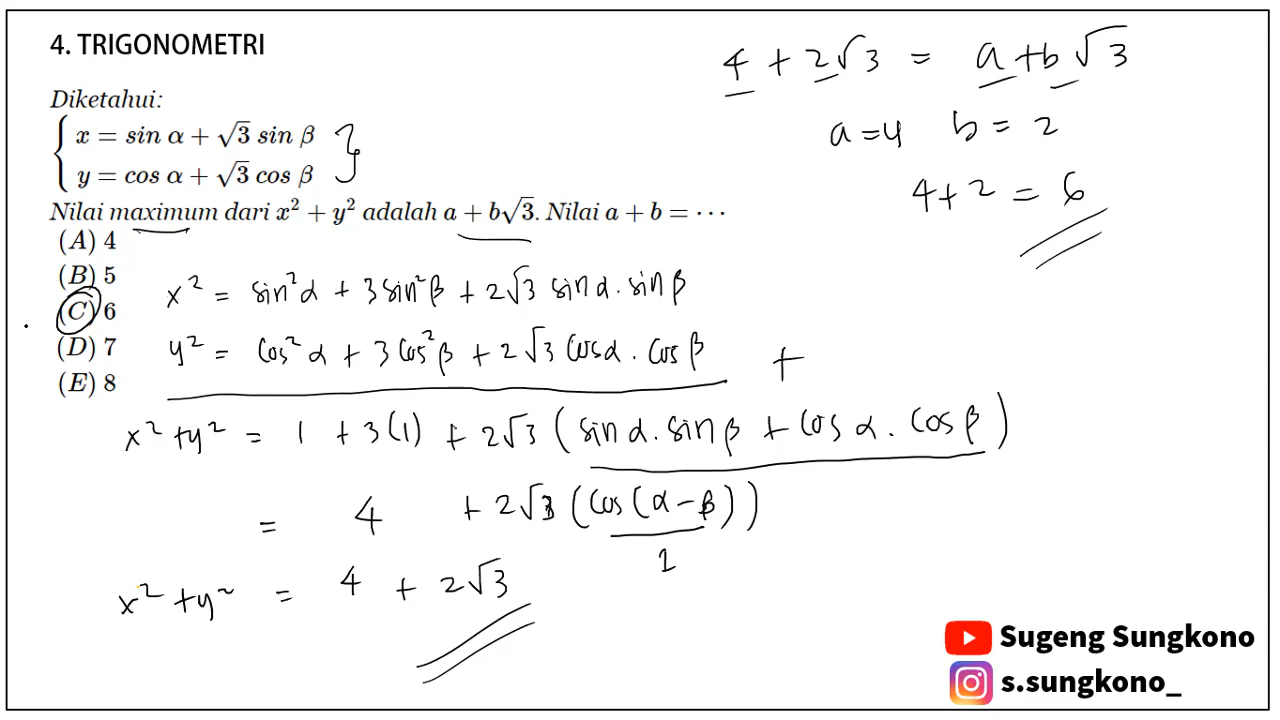 4. TRIGONOMETRI
Diketahui:
x = sin α + √3 sin β
y = cos α + √3 cos β
Nilai maximum dari x² + y² adalah a + b√3. Nilai a + b = ⋯
(A) 4
(B) 5
(C) 6
(D) 7
(E) 8
4 + 2√3 = a + b√3
a = 4 b = 2
4 + 2 = 6
x² = sin²α + 3 sin²β + 2√3 sin α . sin β
y² = cos²α + 3 cos²β + 2√3 cos α . cos β +
x² + y² = 1 + 3(1) + 2√3 (sin α . sin β + cos α . cos β)
= 4 + 2√3 (cos(α − β))
1
x² + y² = 4 + 2√3
Sugeng Sungkono
s.sungkono_